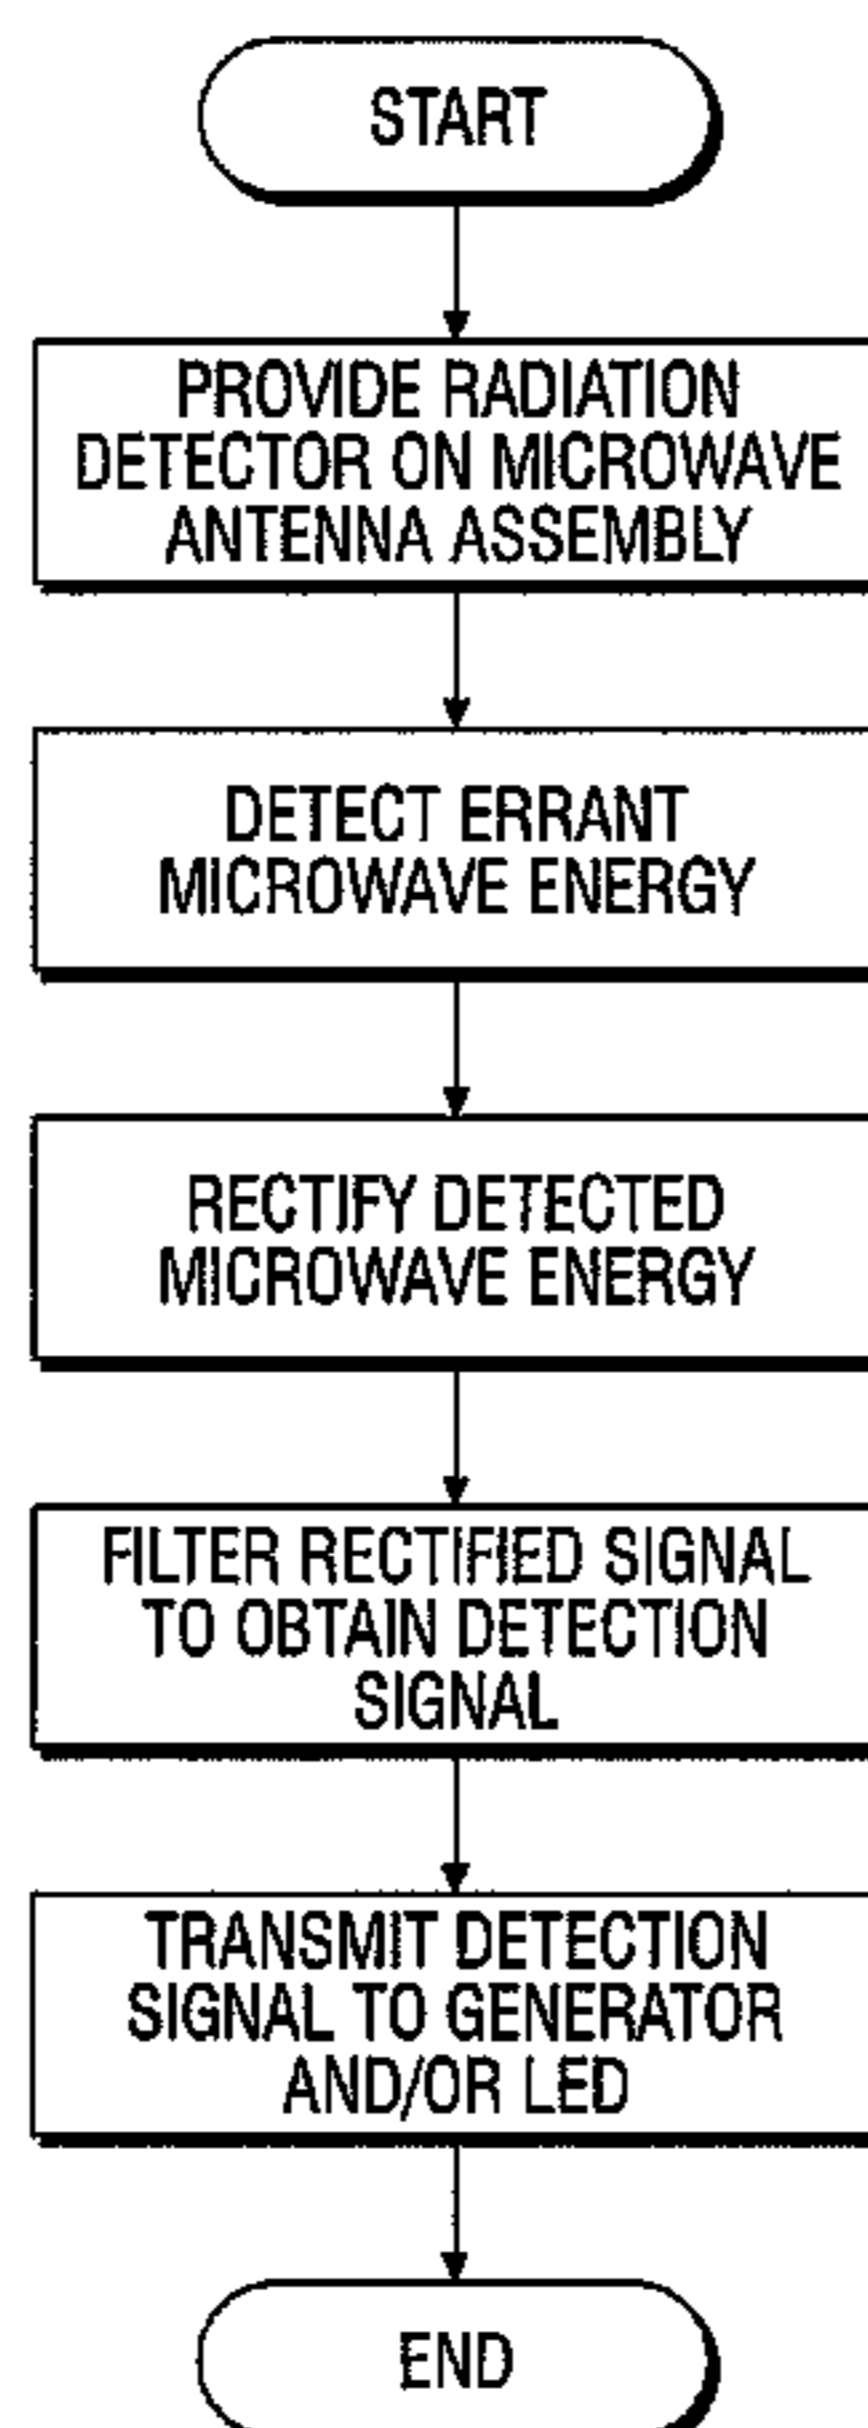 START
PROVIDE RADIATION
DETECTOR ON MICROWAVE
ANTENNA ASSEMBLY
DETECT ERRANT
MICROWAVE ENERGY
RECTIFY DETECTED
MICROWAVE ENERGY
FILTER RECTIFIED SIGNAL
TO OBTAIN DETECTION
SIGNAL
TRANSMIT DETECTION
SIGNAL TO GENERATOR
AND/OR LED
END